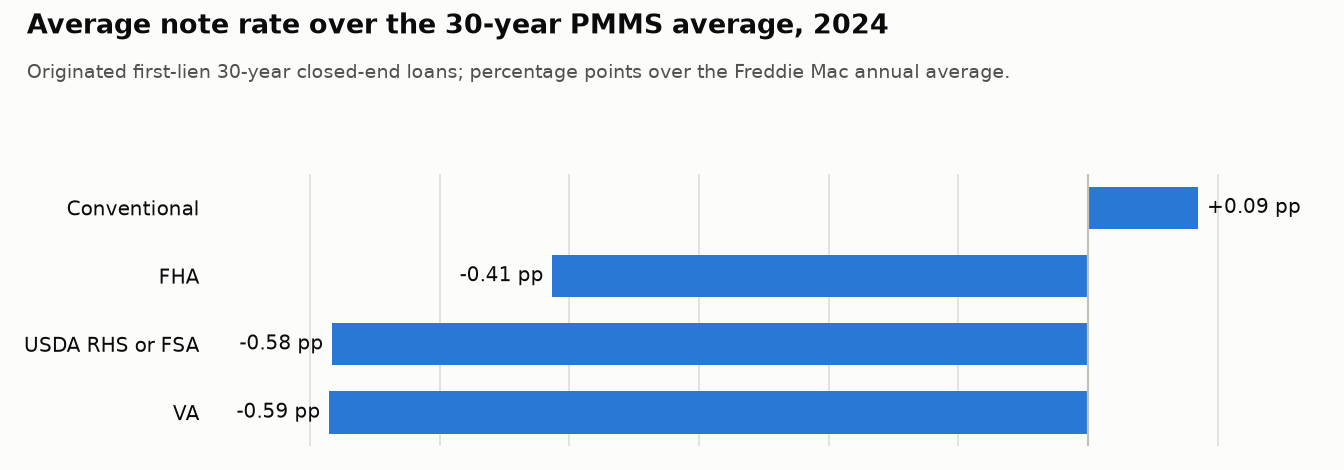 Average note rate over the 30-year PMMS average, 2024
Originated first-lien 30-year closed-end loans; percentage points over the Freddie Mac annual average.
Conventional +0.09 pp
FHA -0.41 pp
USDA RHS or FSA -0.58 pp
VA -0.59 pp